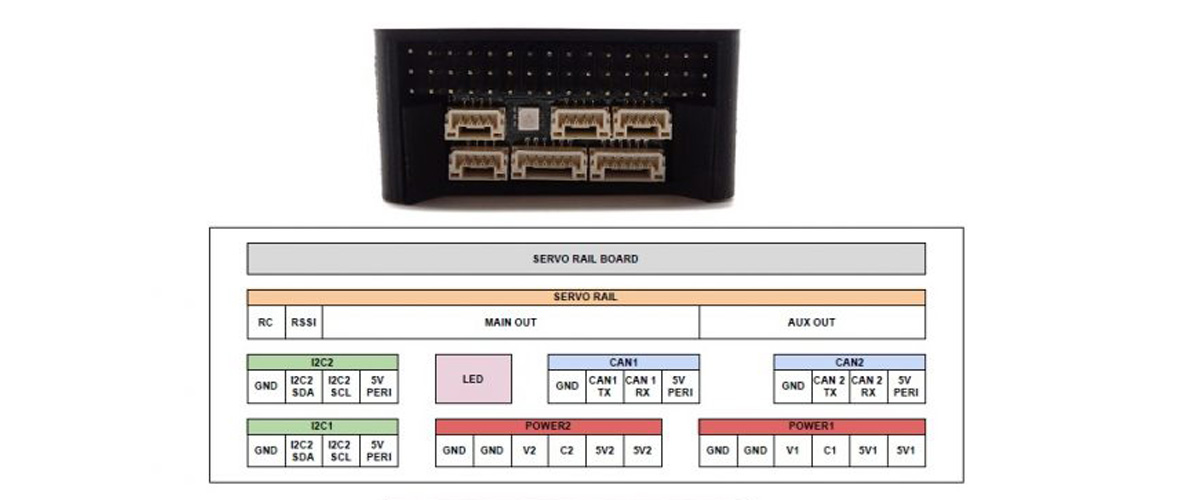 SERVO RAIL BOARD
SERVO RAIL
RC RSSI MAIN OUT AUX OUT
I2C2 LED CAN1 CAN2
GND I2C2 SDA I2C2 SCL 5V PERI GND CAN1 TX CAN 1 RX 5V PERI GND CAN 2 TX CAN 2 RX 5V PERI
I2C1 POWER2 POWER1
GND I2C2 SDA I2C2 SCL 5V PERI GND GND V2 C2 5V2 5V2 GND GND V1 C1 5V1 5V1